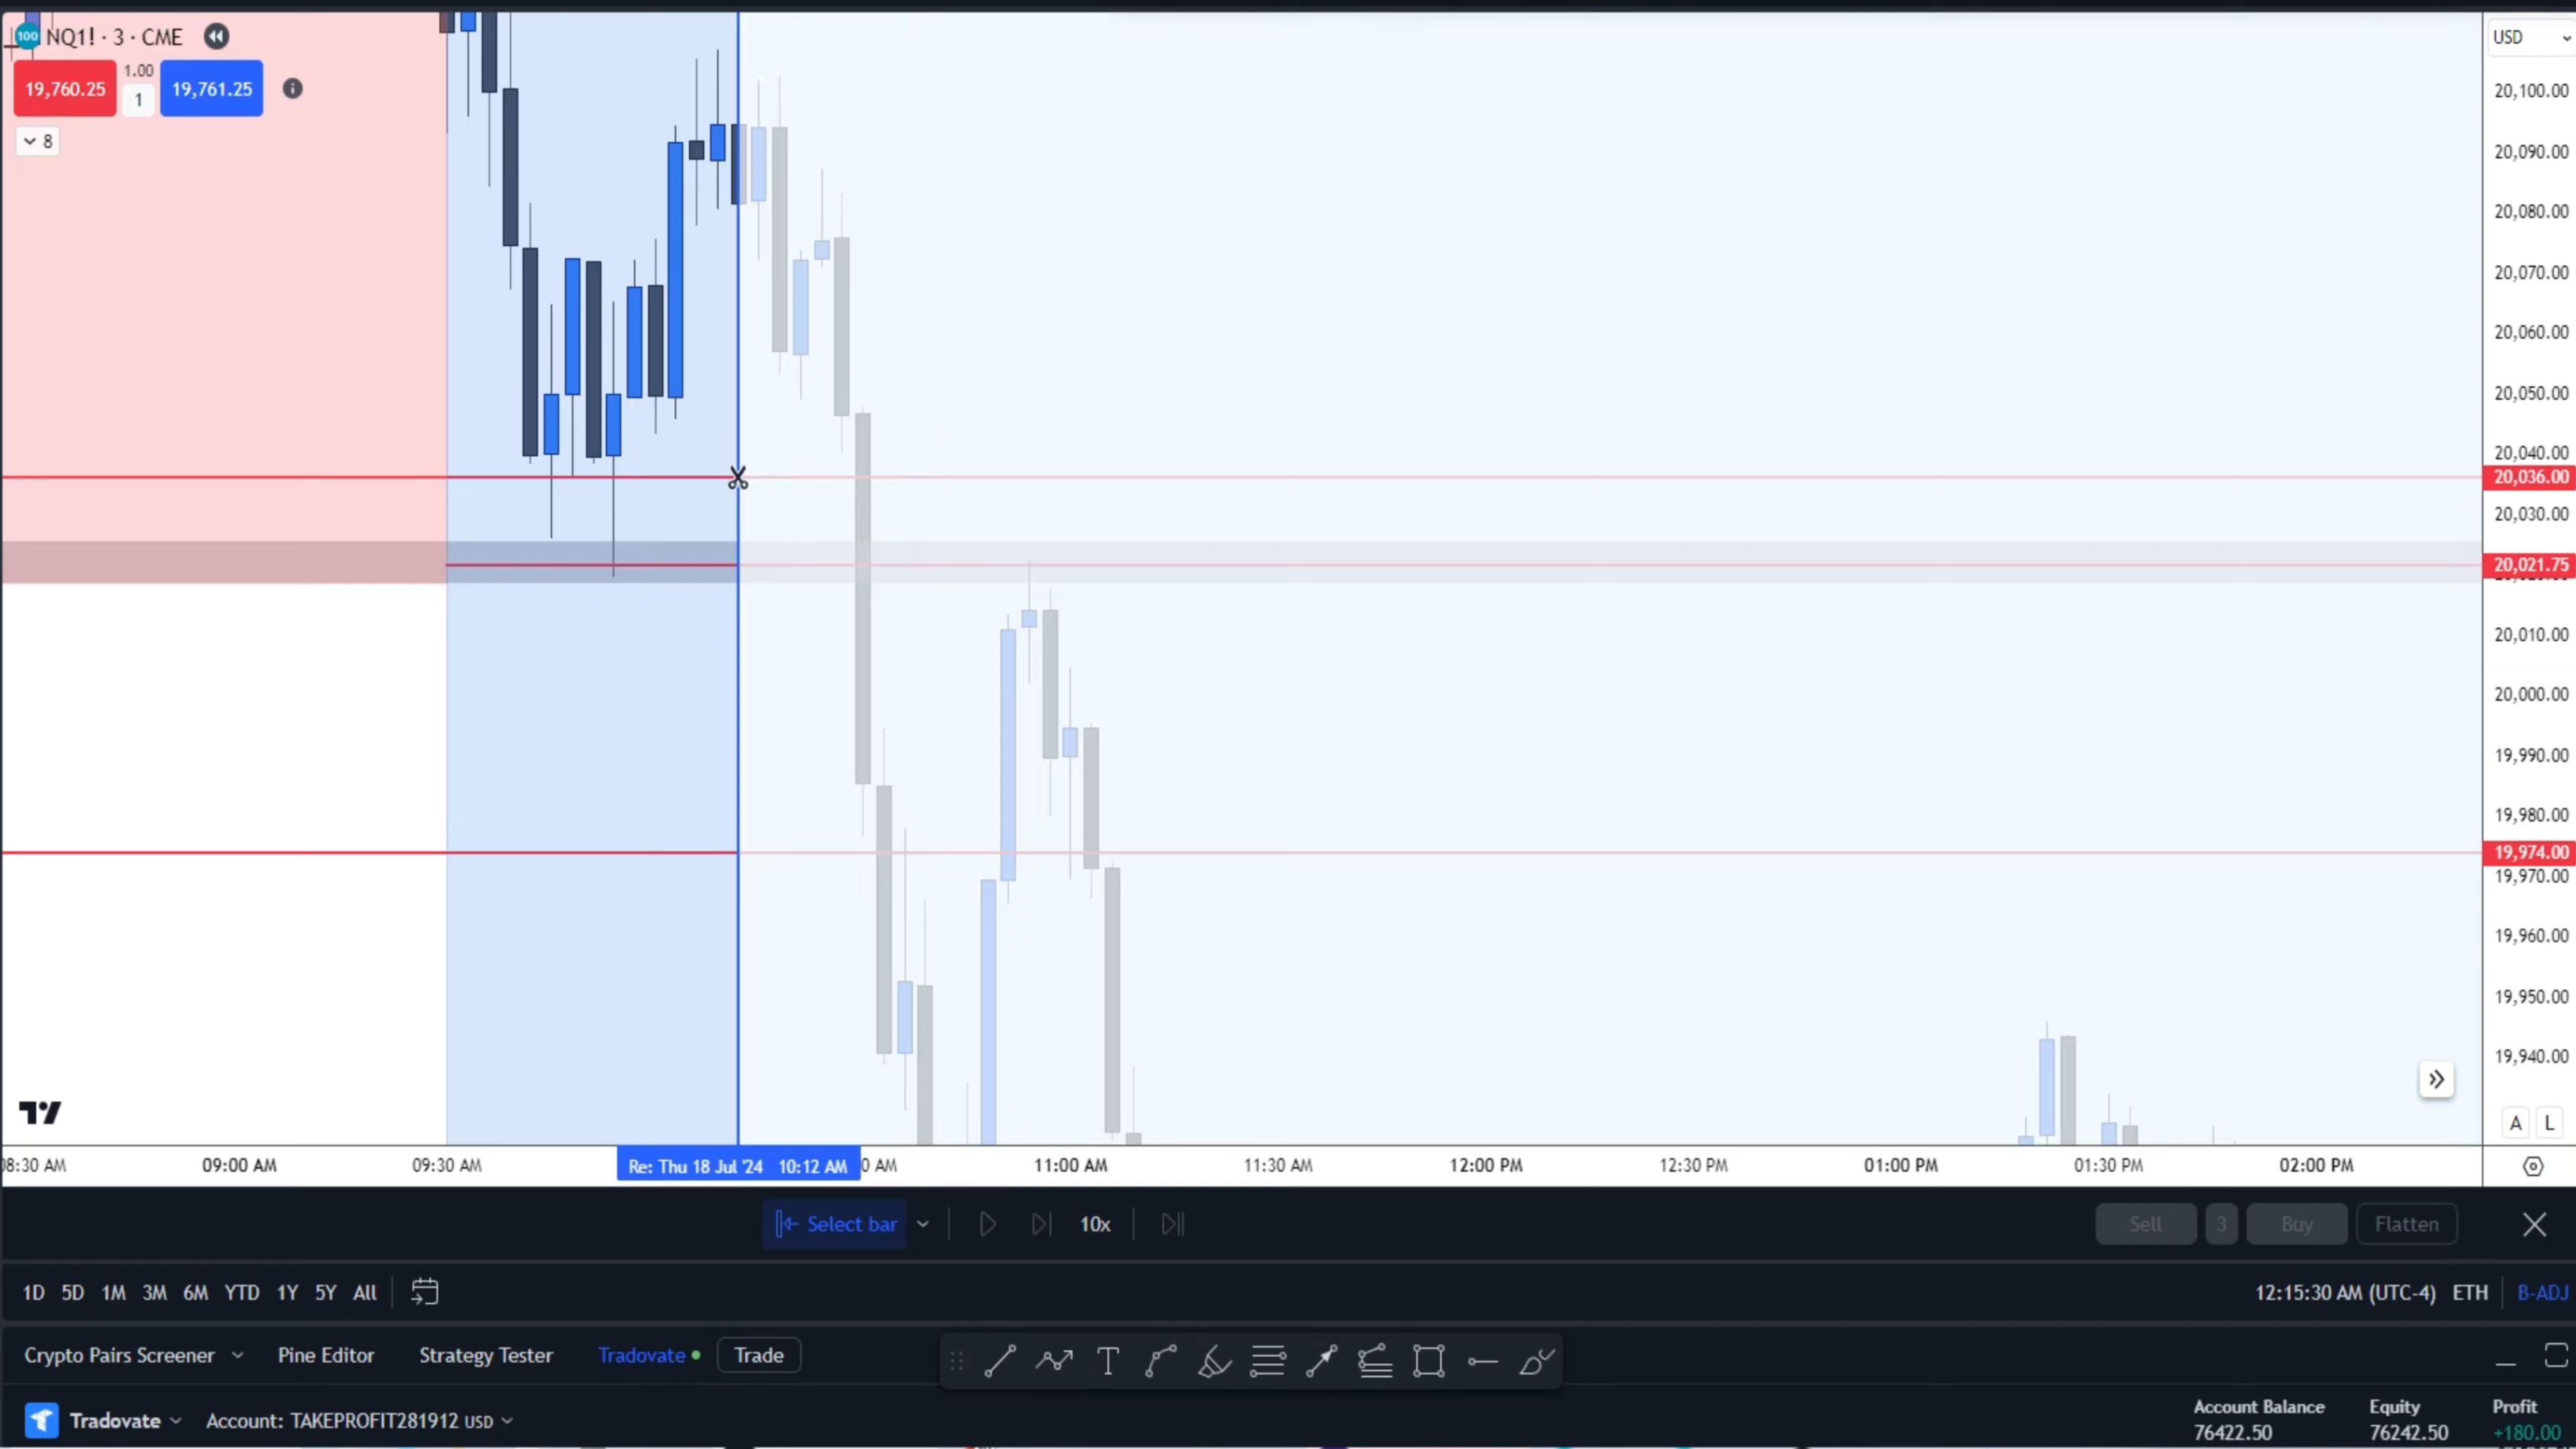 100 NQ1! · 3 · CME
USD
19,760.25
1.00
1
19,761.25
8
20,100.00
20,090.00
20,080.00
20,070.00
20,060.00
20,050.00
20,040.00
20,036.00
20,030.00
20,021.75
20,010.00
20,000.00
19,990.00
19,980.00
19,974.00
19,970.00
19,960.00
19,950.00
19,940.00
A L
08:30 AM 09:00 AM 09:30 AM Re: Thu 18 Jul '24 10:12 AM 0 AM 11:00 AM 11:30 AM 12:00 PM 12:30 PM 01:00 PM 01:30 PM 02:00 PM
Select bar 10x Sell 3 Buy Flatten
1D 5D 1M 3M 6M YTD 1Y 5Y All 12:15:30 AM (UTC-4) ETH B-ADJ
Crypto Pairs Screener Pine Editor Strategy Tester Tradovate Trade
Tradovate Account: TAKEPROFIT281912 USD
Account Balance Equity Profit
76422.50 76242.50 +180.00